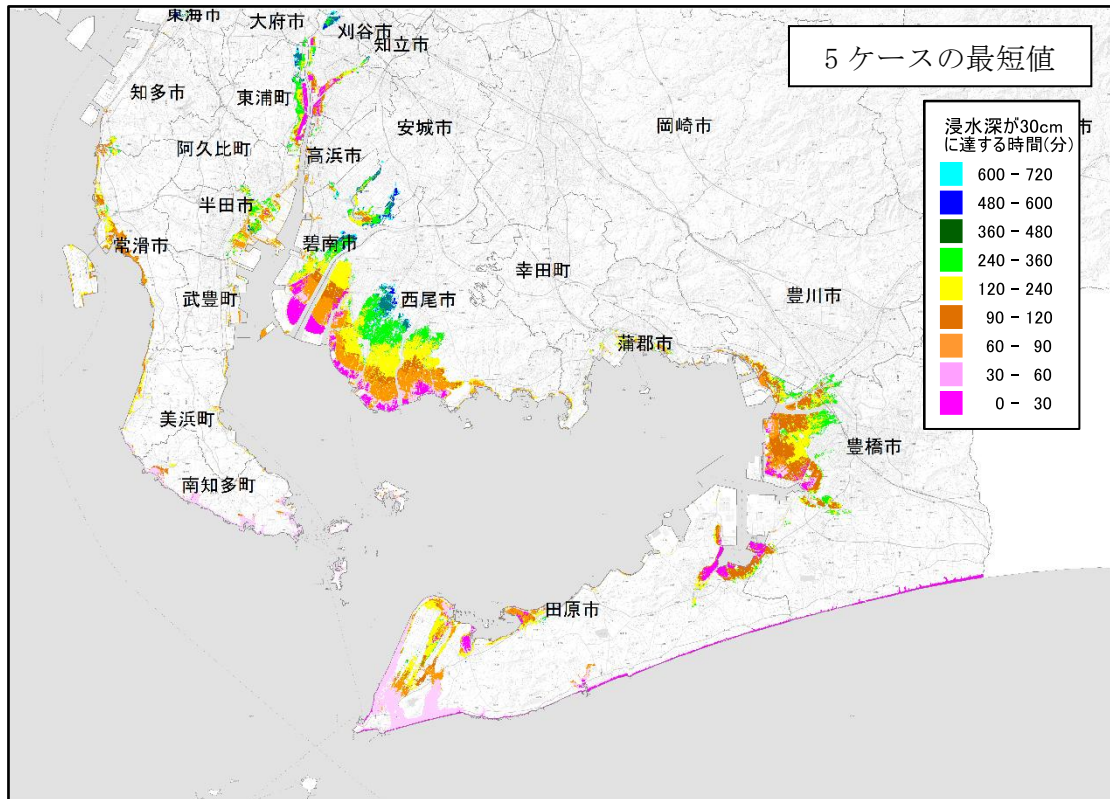 東海市
大府市
刈谷市
知立市
5ケースの最短値
知多市
東浦町
安城市
岡崎市
市
阿久比町
高浜市
浸水深が30cm
に達する時間(分)
600－720
480－600
360－480
240－360
120－240
90－120
60－ 90
30－ 60
0－ 30
半田市
常滑市
碧南市
幸田町
武豊町
西尾市
豊川市
蒲郡市
美浜町
豊橋市
南知多町
田原市